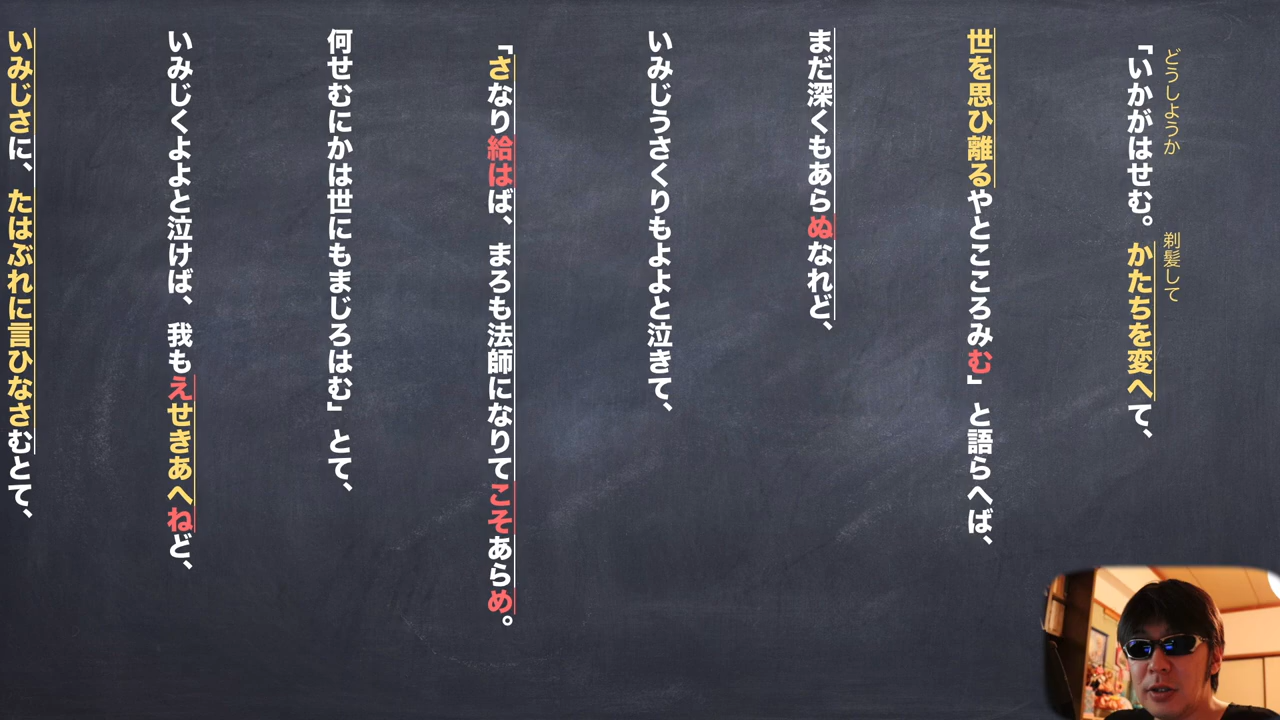 どうしようか
剃髪して
「いかがはせむ。かたちを変へて、
世を思ひ離るやとこころみむ」と語らへば、
まだ深くもあらぬなれど、
いみじうさくりもよよと泣きて、
「さなり給はば、まろも法師になりてこそあらめ。
何せむにかは世にもまじろはむ」とて、
いみじくよよと泣けば、我もえせきあへねど、
いみじさに、たはぶれに言ひなさむとて、